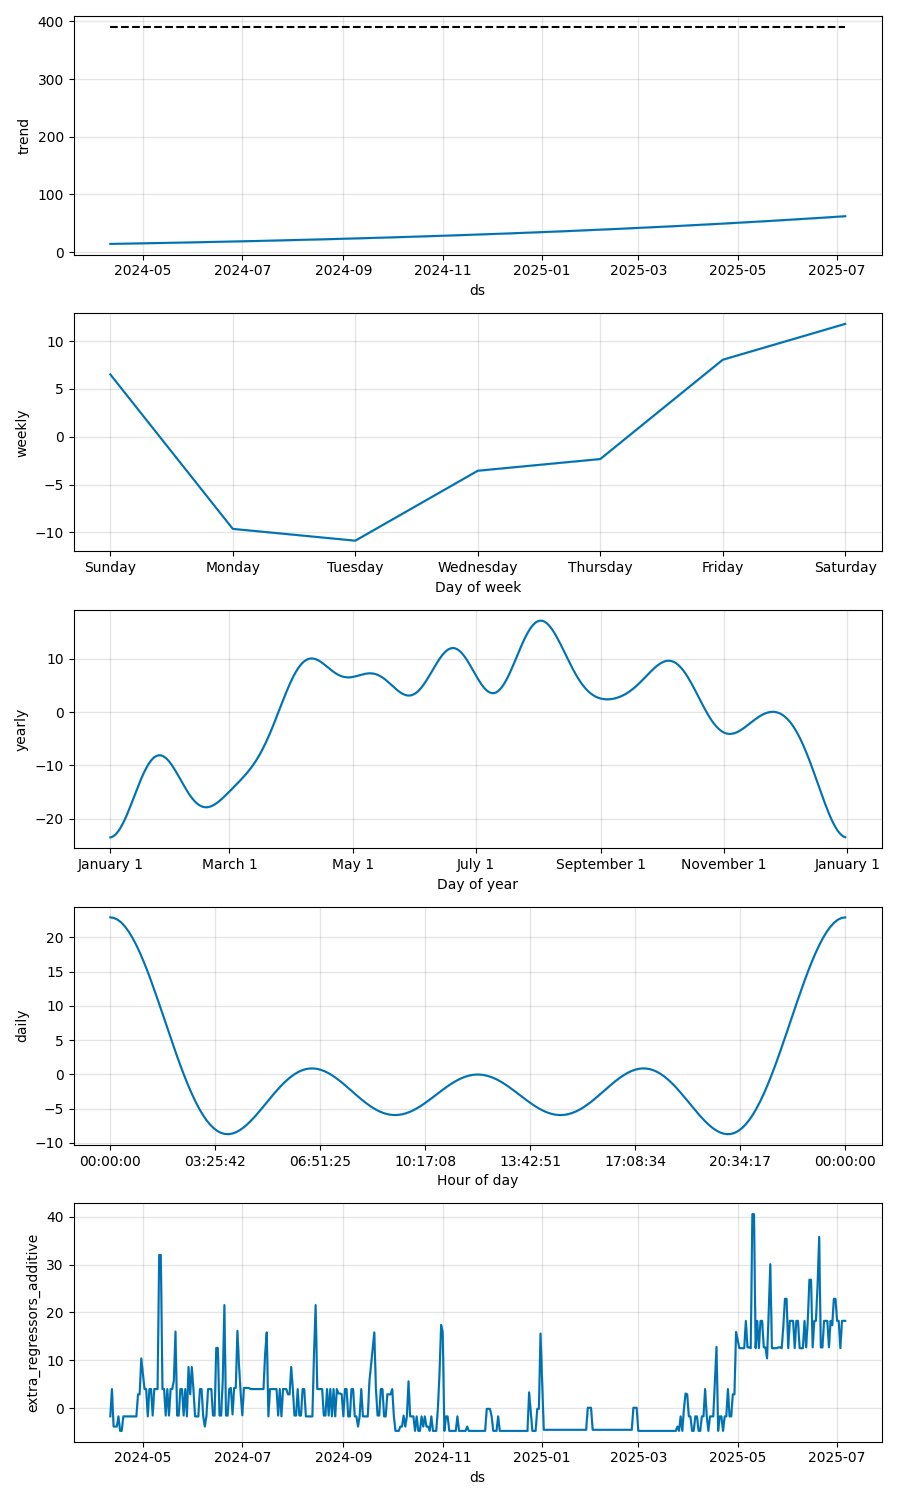 400
300
200
100
0
trend
2024-05 2024-07 2024-09 2024-11 2025-01 2025-03 2025-05 2025-07
ds
10
5
0
−5
−10
weekly
Sunday Monday Tuesday Wednesday Thursday Friday Saturday
Day of week
10
0
−10
−20
yearly
January 1 March 1 May 1 July 1 September 1 November 1 January 1
Day of year
20
15
10
5
0
−5
−10
daily
00:00:00 03:25:42 06:51:25 10:17:08 13:42:51 17:08:34 20:34:17 00:00:00
Hour of day
40
30
20
10
0
extra_regressors_additive
2024-05 2024-07 2024-09 2024-11 2025-01 2025-03 2025-05 2025-07
ds